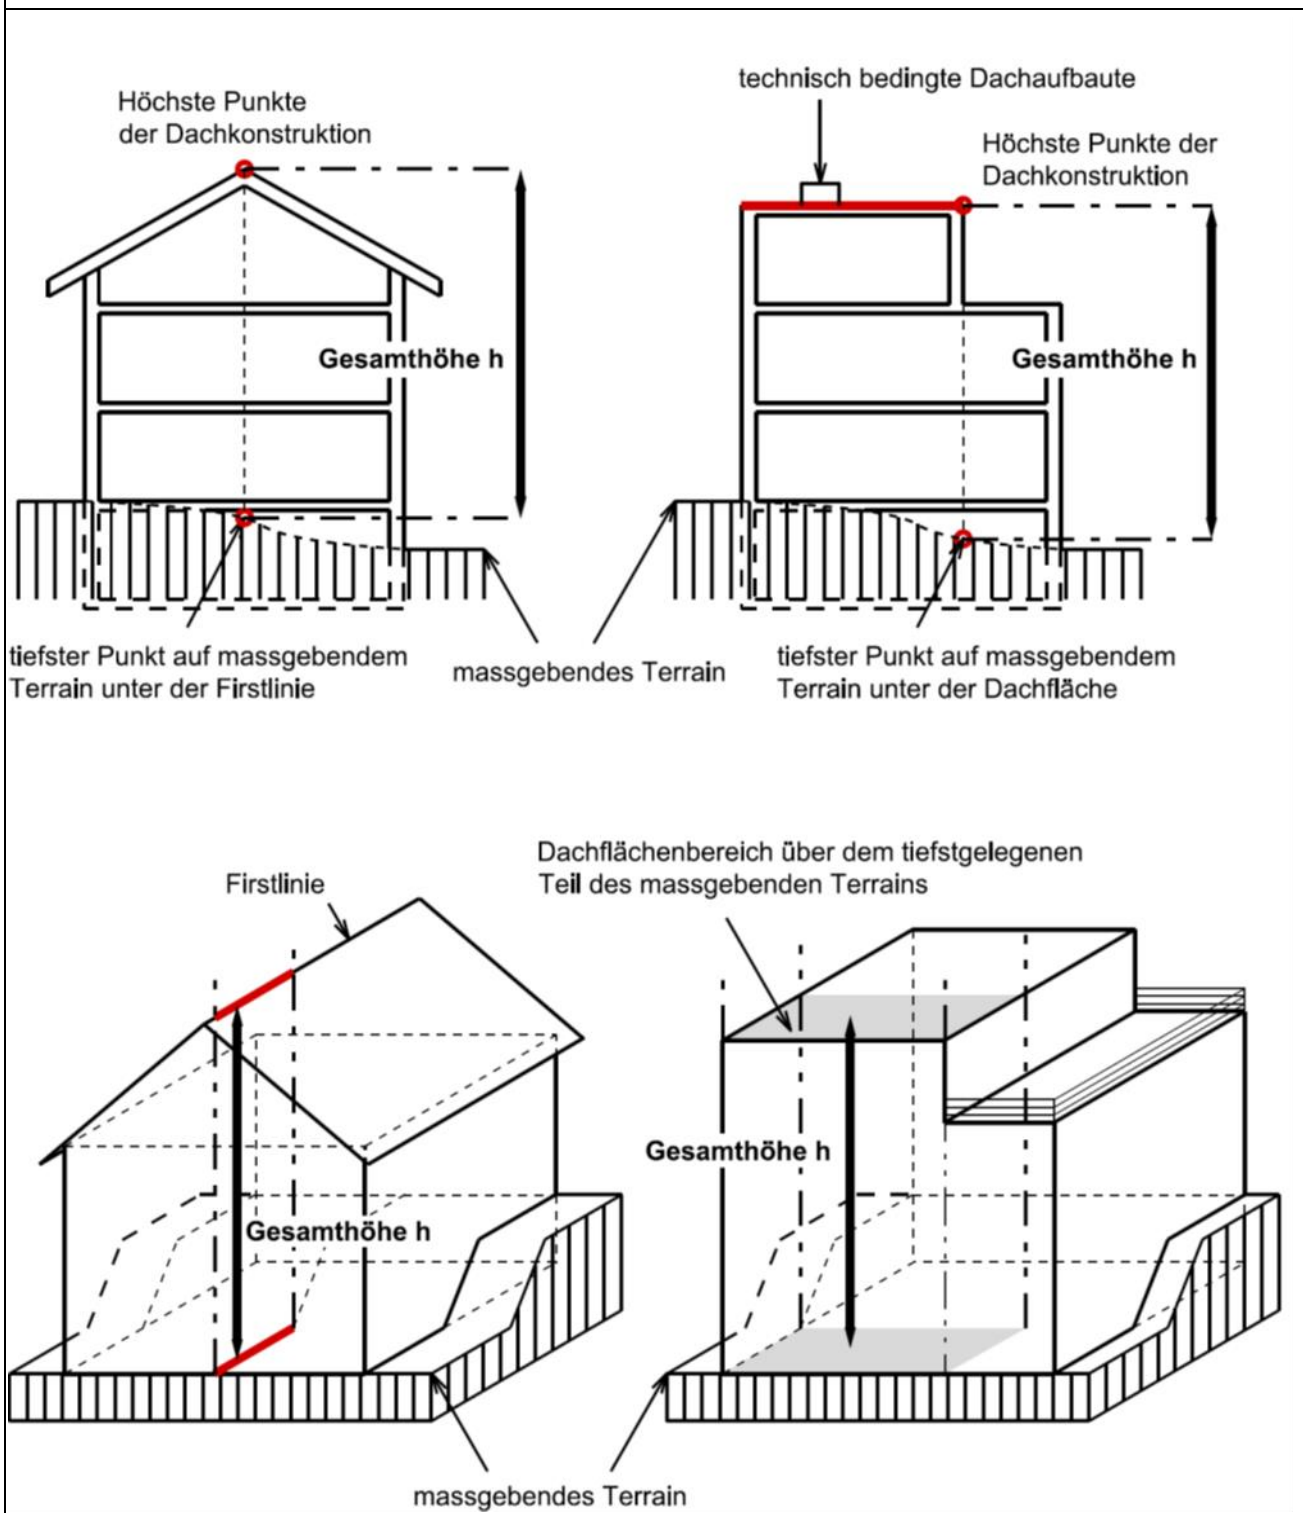 Höchste Punkte
der Dachkonstruktion
technisch bedingte Dachaufbaute
Höchste Punkte der
Dachkonstruktion
Gesamthöhe h
Gesamthöhe h
tiefster Punkt auf massgebendem
Terrain unter der Firstlinie
massgebendes Terrain
tiefster Punkt auf massgebendem
Terrain unter der Dachfläche
Firstlinie
Dachflächenbereich über dem tiefstgelegenen
Teil des massgebenden Terrains
Gesamthöhe h
Gesamthöhe h
massgebendes Terrain